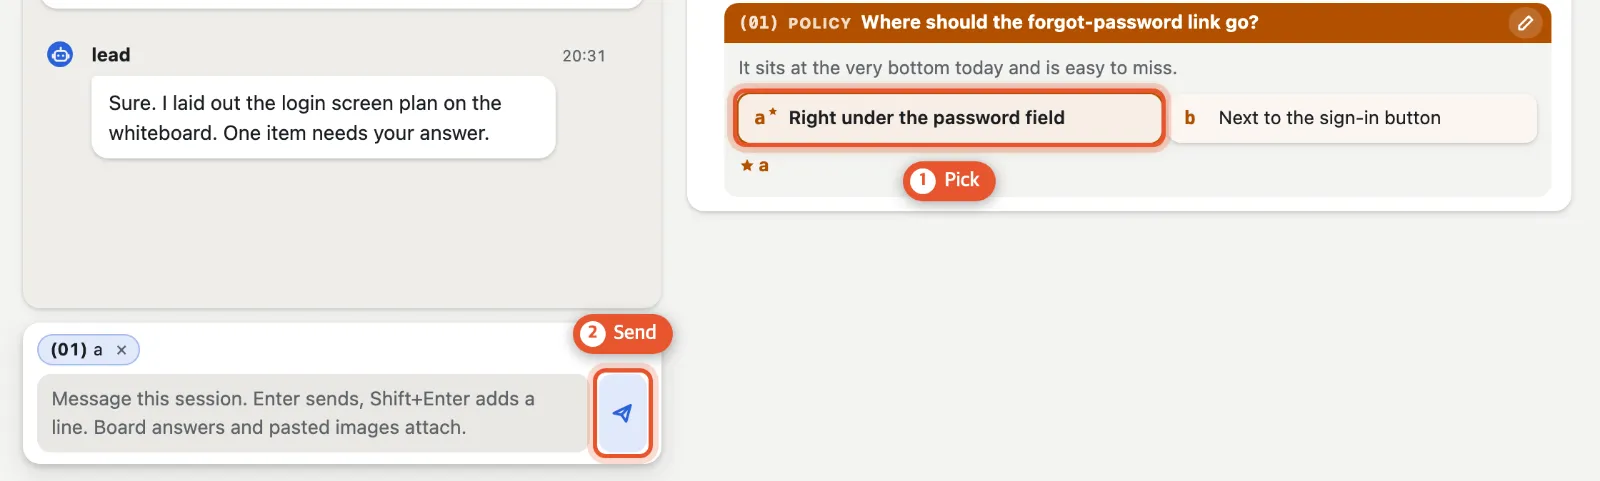 lead 20:31
Sure. I laid out the login screen plan on the
whiteboard. One item needs your answer.
2 Send
(01) a ×
Message this session. Enter sends, Shift+Enter adds a
line. Board answers and pasted images attach.
(01) POLICY Where should the forgot-password link go?
It sits at the very bottom today and is easy to miss.
a★ Right under the password field
b Next to the sign-in button
★ a
1 Pick